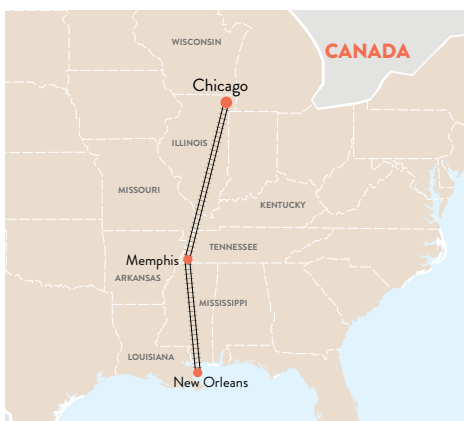 WISCONSIN
CANADA
Chicago
ILLINOIS
MISSOURI
KENTUCKY
TENNESSEE
Memphis
ARKANSAS
MISSISSIPPI
LOUISIANA
New Orleans